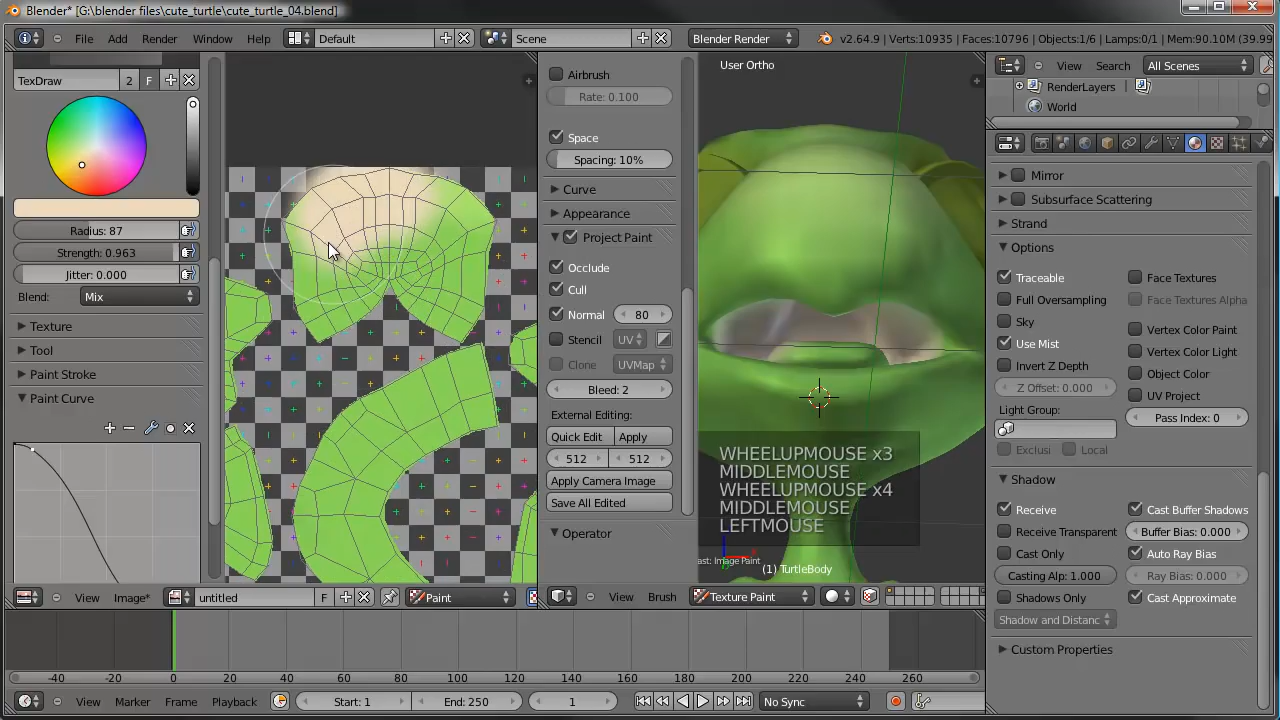 Blender* [G:\blender files\cute_turtle\cute_turtle_04.blend]
File Add Render Window Help Default Scene Blender Render v2.64.9 | Verts:10935 | Faces:10796 | Objects:1/6 | Lamps:0/1 | Mem:90.10M (39.99
TexDraw 2 F
Radius: 87
Strength: 0.963
Jitter: 0.000
Blend: Mix
Texture
Tool
Paint Stroke
Paint Curve
View Image* untitled F Paint
Airbrush
Rate: 0.100
Space
Spacing: 10%
Curve
Appearance
Project Paint
Occlude
Cull
Normal 80
Stencil UV
Clone UVMap
Bleed: 2
External Editing:
Quick Edit Apply
512 512
Apply Camera Image
Save All Edited
Operator
User Ortho
WHEELUPMOUSE x3
MIDDLEMOUSE
WHEELUPMOUSE x4
MIDDLEMOUSE
LEFTMOUSE
ast: Image Paint
(1) TurtleBody
View Brush Texture Paint
View Search All Scenes
RenderLayers
World
Mirror
Subsurface Scattering
Strand
Options
Traceable Face Textures
Full Oversampling Face Textures Alpha
Sky Vertex Color Paint
Use Mist Vertex Color Light
Invert Z Depth Object Color
Z Offset: 0.000 UV Project
Light Group: Pass Index: 0
Exclusi Local
Shadow
Receive Cast Buffer Shadows
Receive Transparent Buffer Bias: 0.000
Cast Only Auto Ray Bias
Casting Alp: 1.000 Ray Bias: 0.000
Shadows Only Cast Approximate
Shadow and Distanc
Custom Properties
-40 -20 0 20 40 60 80 100 120 140 160 180 200 220 240 260
View Marker Frame Playback Start: 1 End: 250 1 No Sync